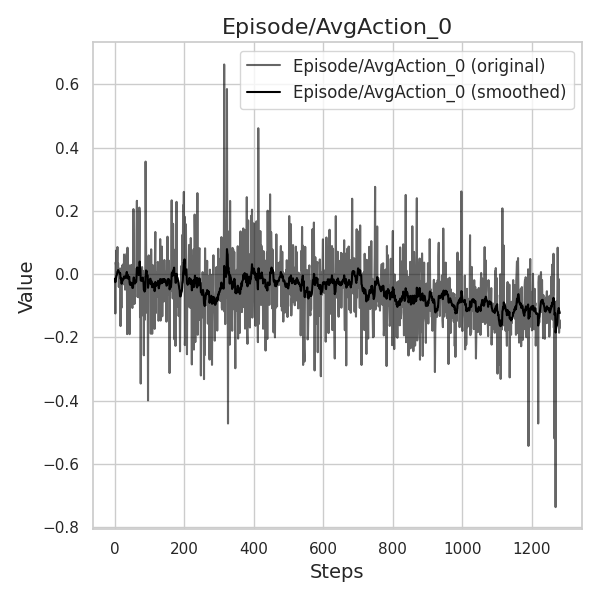 Episode/AvgAction_0
Episode/AvgAction_0 (original)
Episode/AvgAction_0 (smoothed)
0.6
0.4
0.2
0.0
−0.2
−0.4
−0.6
−0.8
Value
0 200 400 600 800 1000 1200
Steps